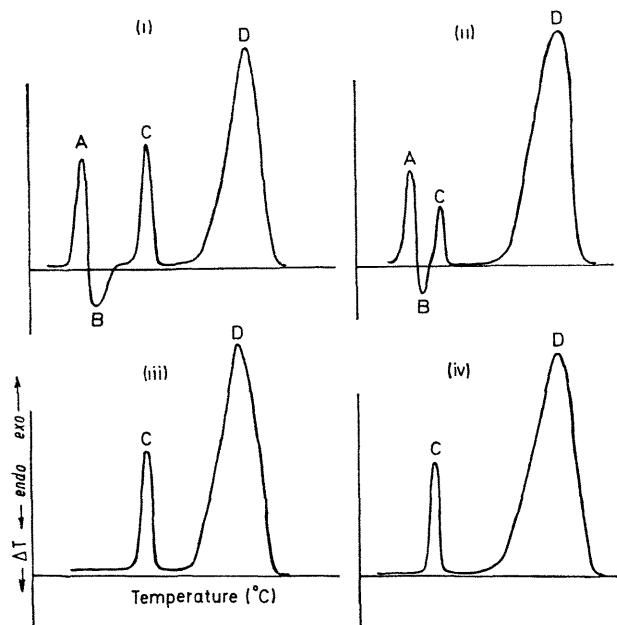 (i)
A
B
C
D
(ii)
A
B
C
D
(iii)
C
D
(iv)
C
D
ΔT endo exo
Temperature (°C)